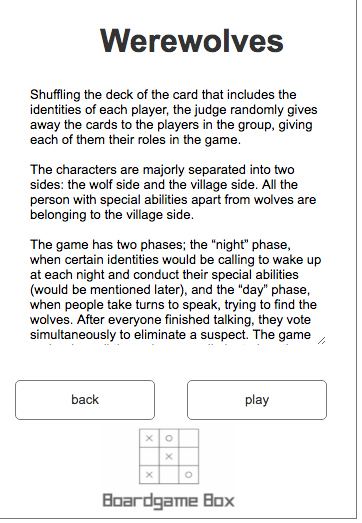 Werewolves
Shuffling the deck of the card that includes the
identities of each player, the judge randomly gives
away the cards to the players in the group, giving
each of them their roles in the game.
The characters are majorly separated into two
sides: the wolf side and the village side. All the
person with special abilities apart from wolves are
belonging to the village side.
The game has two phases; the “night” phase,
when certain identities would be calling to wake up
at each night and conduct their special abilities
(would be mentioned later), and the “day” phase,
when people take turns to speak, trying to find the
wolves. After everyone finished talking, they vote
simultaneously to eliminate a suspect. The game
back
play
Boardgame Box